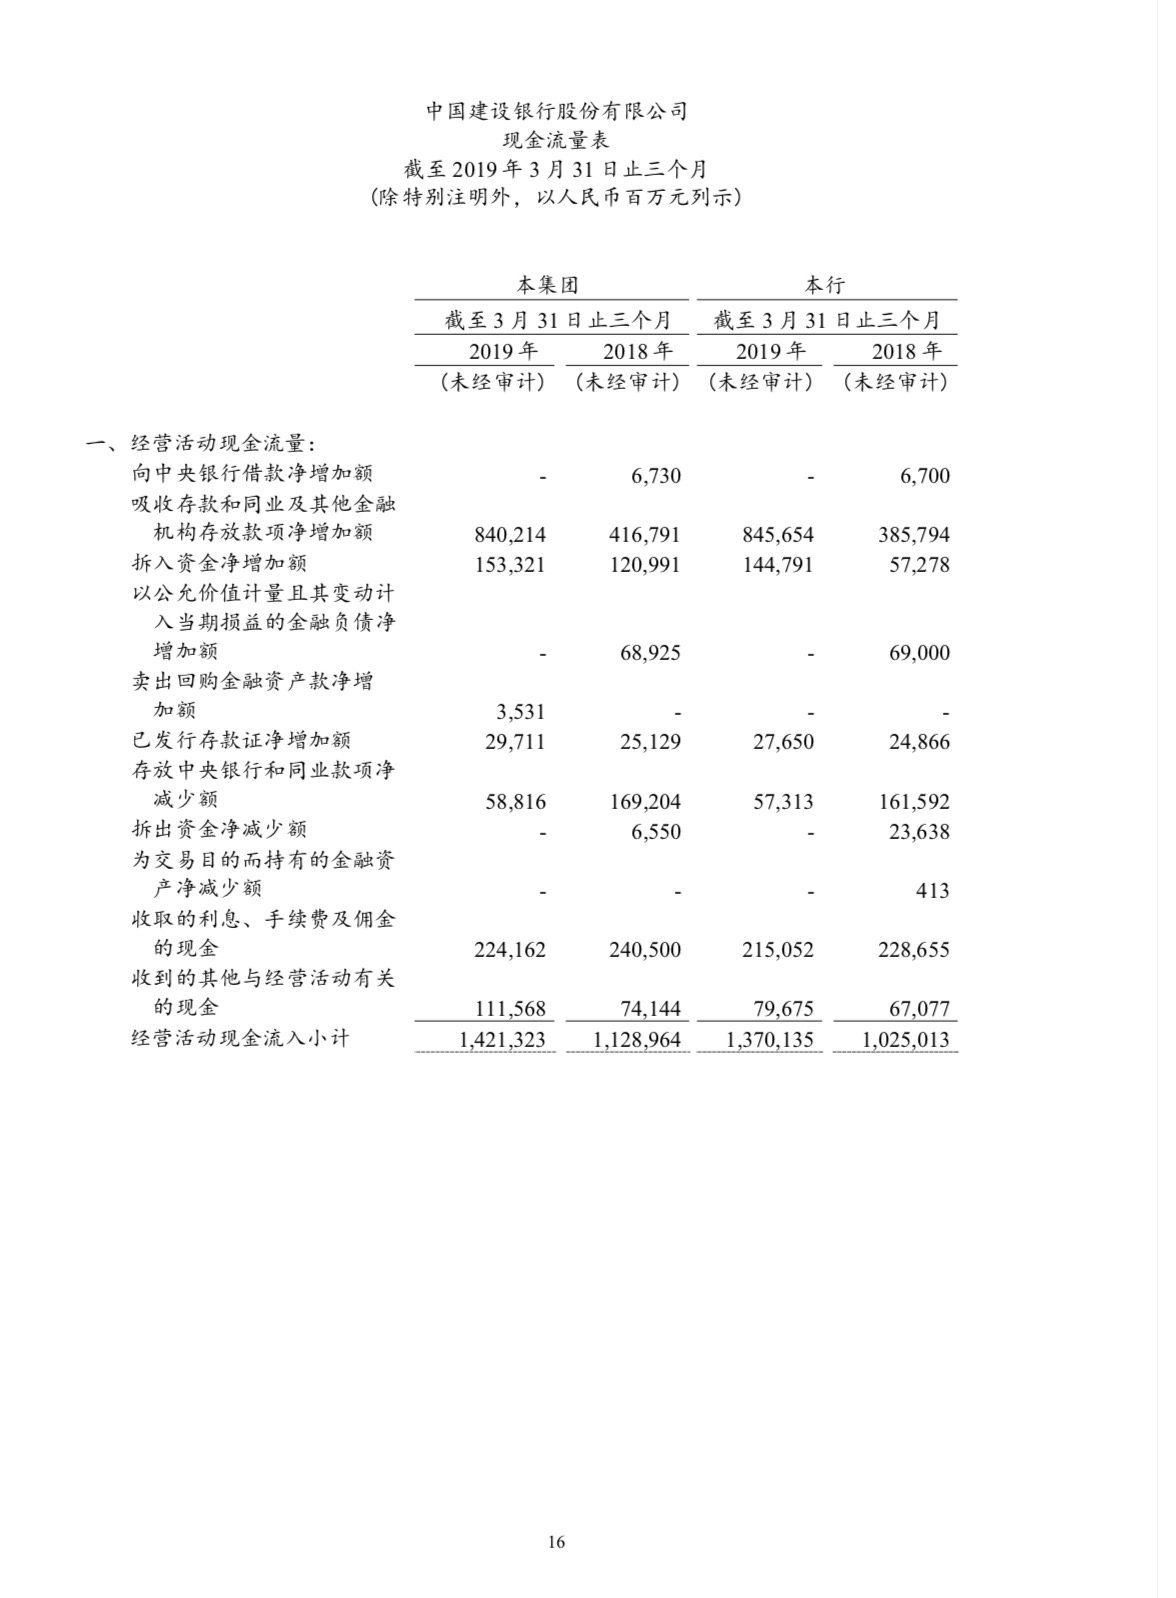 中国建设银行股份有限公司
现金流量表
截至 2019 年 3 月 31 日止三个月
(除特别注明外，以人民币百万元列示)
本集团 本行
截至 3 月 31 日止三个月 截至 3 月 31 日止三个月
2019 年 2018 年 2019 年 2018 年
(未经审计) (未经审计) (未经审计) (未经审计)
一、经营活动现金流量：
向中央银行借款净增加额 - 6,730 - 6,700
吸收存款和同业及其他金融
机构存放款项净增加额 840,214 416,791 845,654 385,794
拆入资金净增加额 153,321 120,991 144,791 57,278
以公允价值计量且其变动计
入当期损益的金融负债净
增加额 - 68,925 - 69,000
卖出回购金融资产款净增
加额 3,531 - - -
已发行存款证净增加额 29,711 25,129 27,650 24,866
存放中央银行和同业款项净
减少额 58,816 169,204 57,313 161,592
拆出资金净减少额 - 6,550 - 23,638
为交易目的而持有的金融资
产净减少额 - - - 413
收取的利息、手续费及佣金
的现金 224,162 240,500 215,052 228,655
收到的其他与经营活动有关
的现金 111,568 74,144 79,675 67,077
经营活动现金流入小计 1,421,323 1,128,964 1,370,135 1,025,013
16